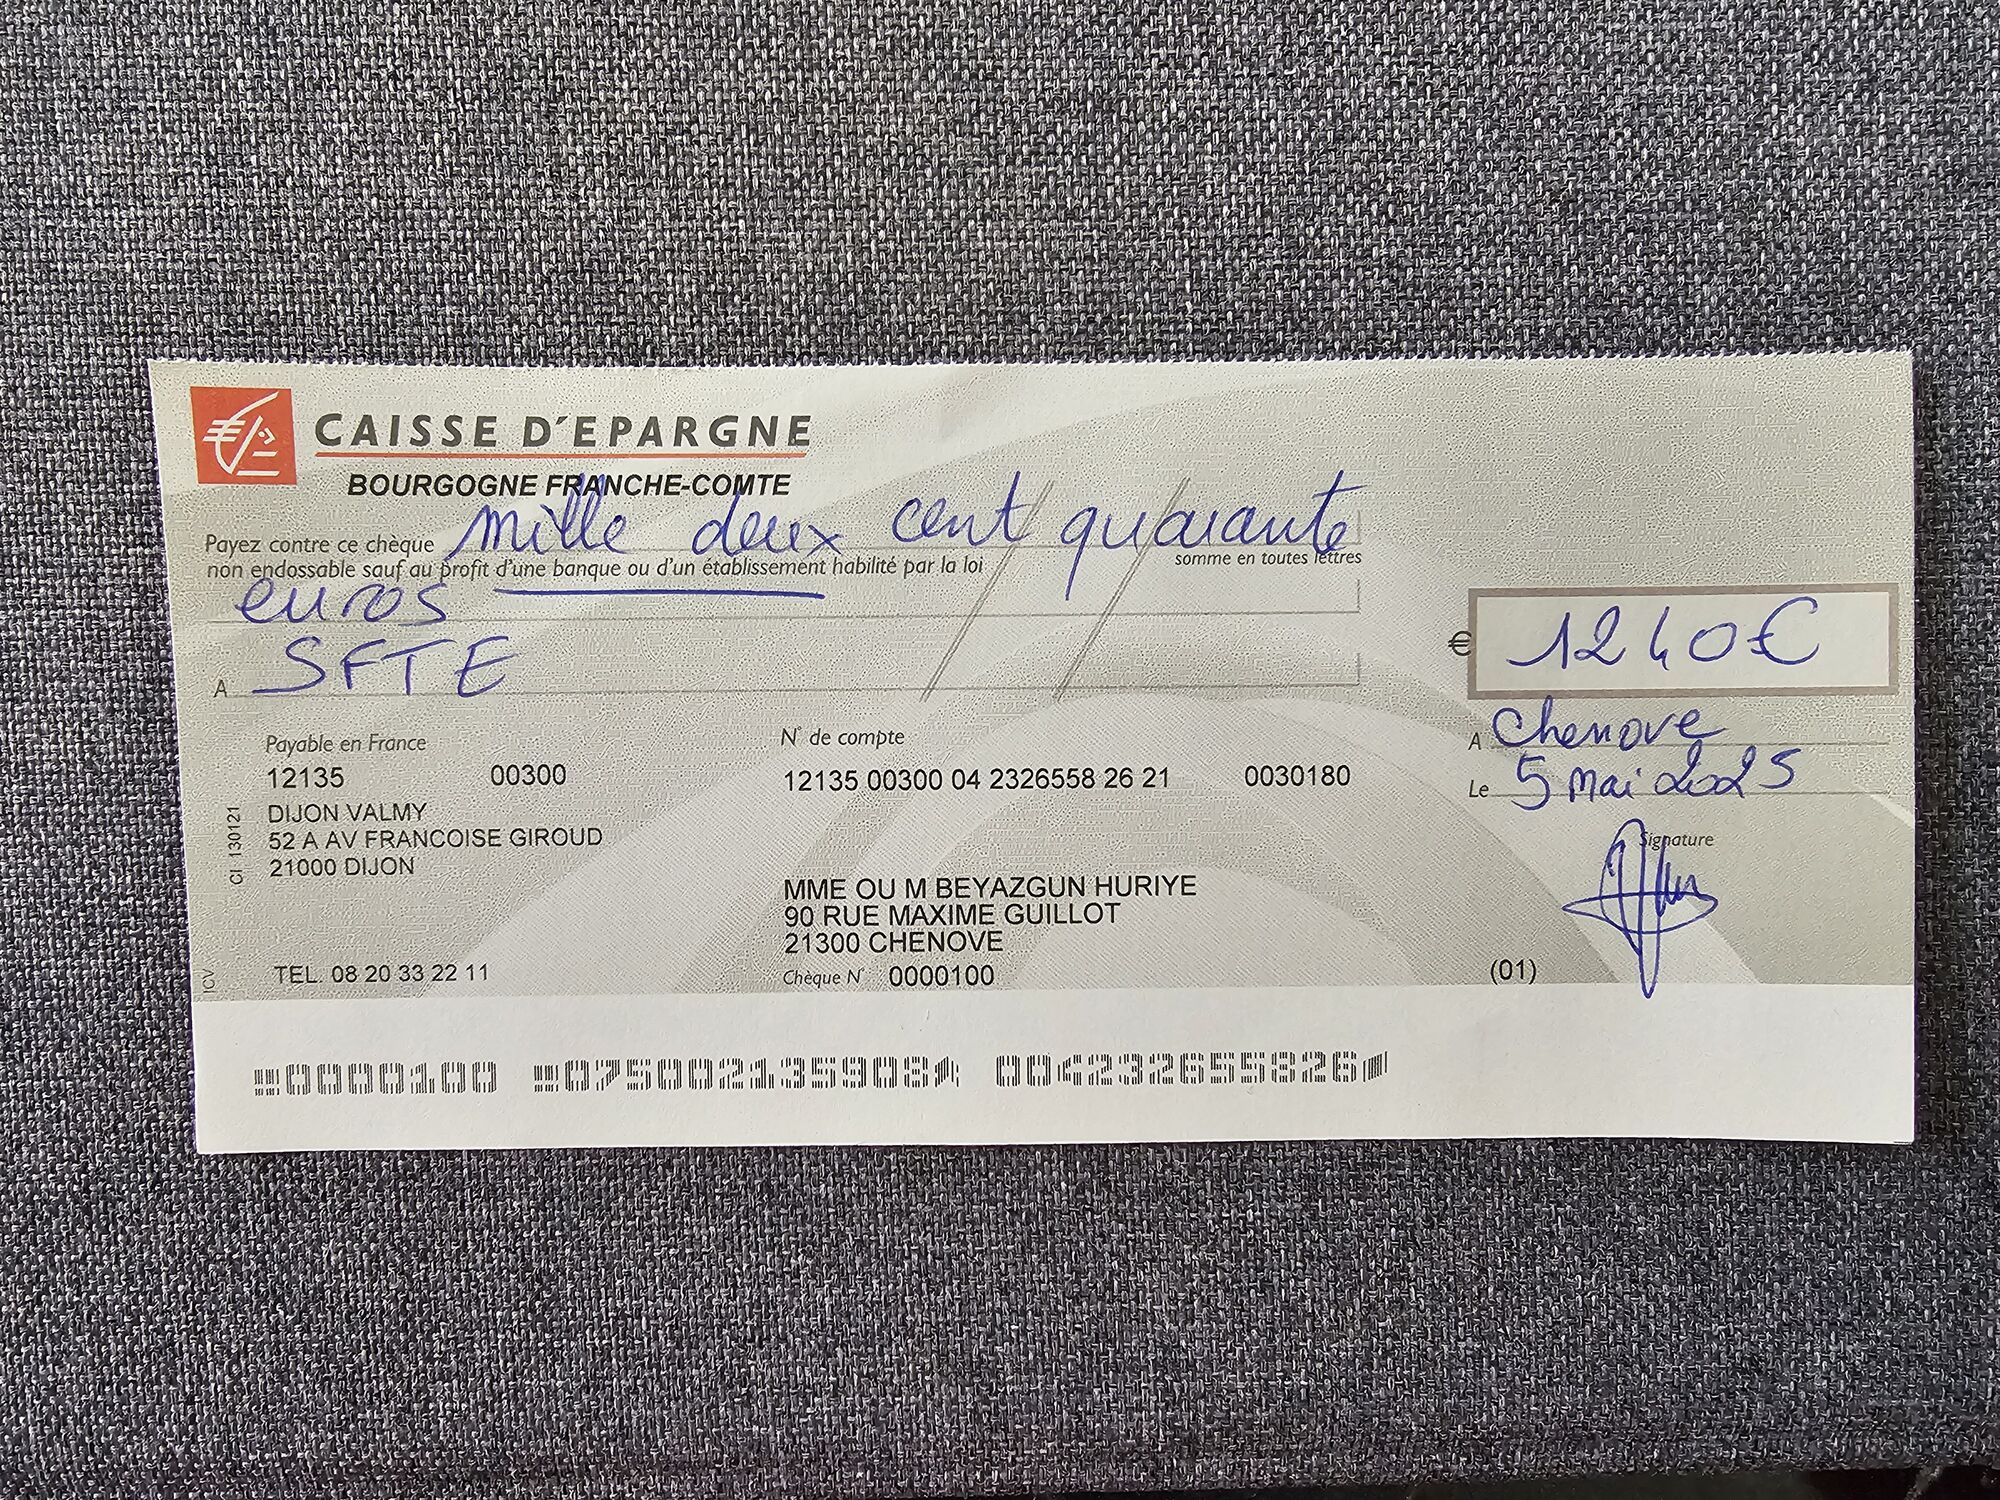 CAISSE D'EPARGNE
BOURGOGNE FRANCHE-COMTE
Payez contre ce chèque mille deux cent quarante
non endossable sauf au profit d'une banque ou d'un établissement habilité par la loi somme en toutes lettres
euros
€ 1240€
A SFTE
A Chenove
Le 5 mai 2025
Signature
Payable en France
12135 00300
DIJON VALMY
52 A AV FRANCOISE GIROUD
21000 DIJON
TEL. 08 20 33 22 11
CI 130121
ICV
N° de compte
12135 00300 04 2326558 26 21 0030180
MME OU M BEYAZGUN HURIYE
90 RUE MAXIME GUILLOT
21300 CHENOVE
Chèque N° 0000100
(01)
0000100 075002135908 004232655826